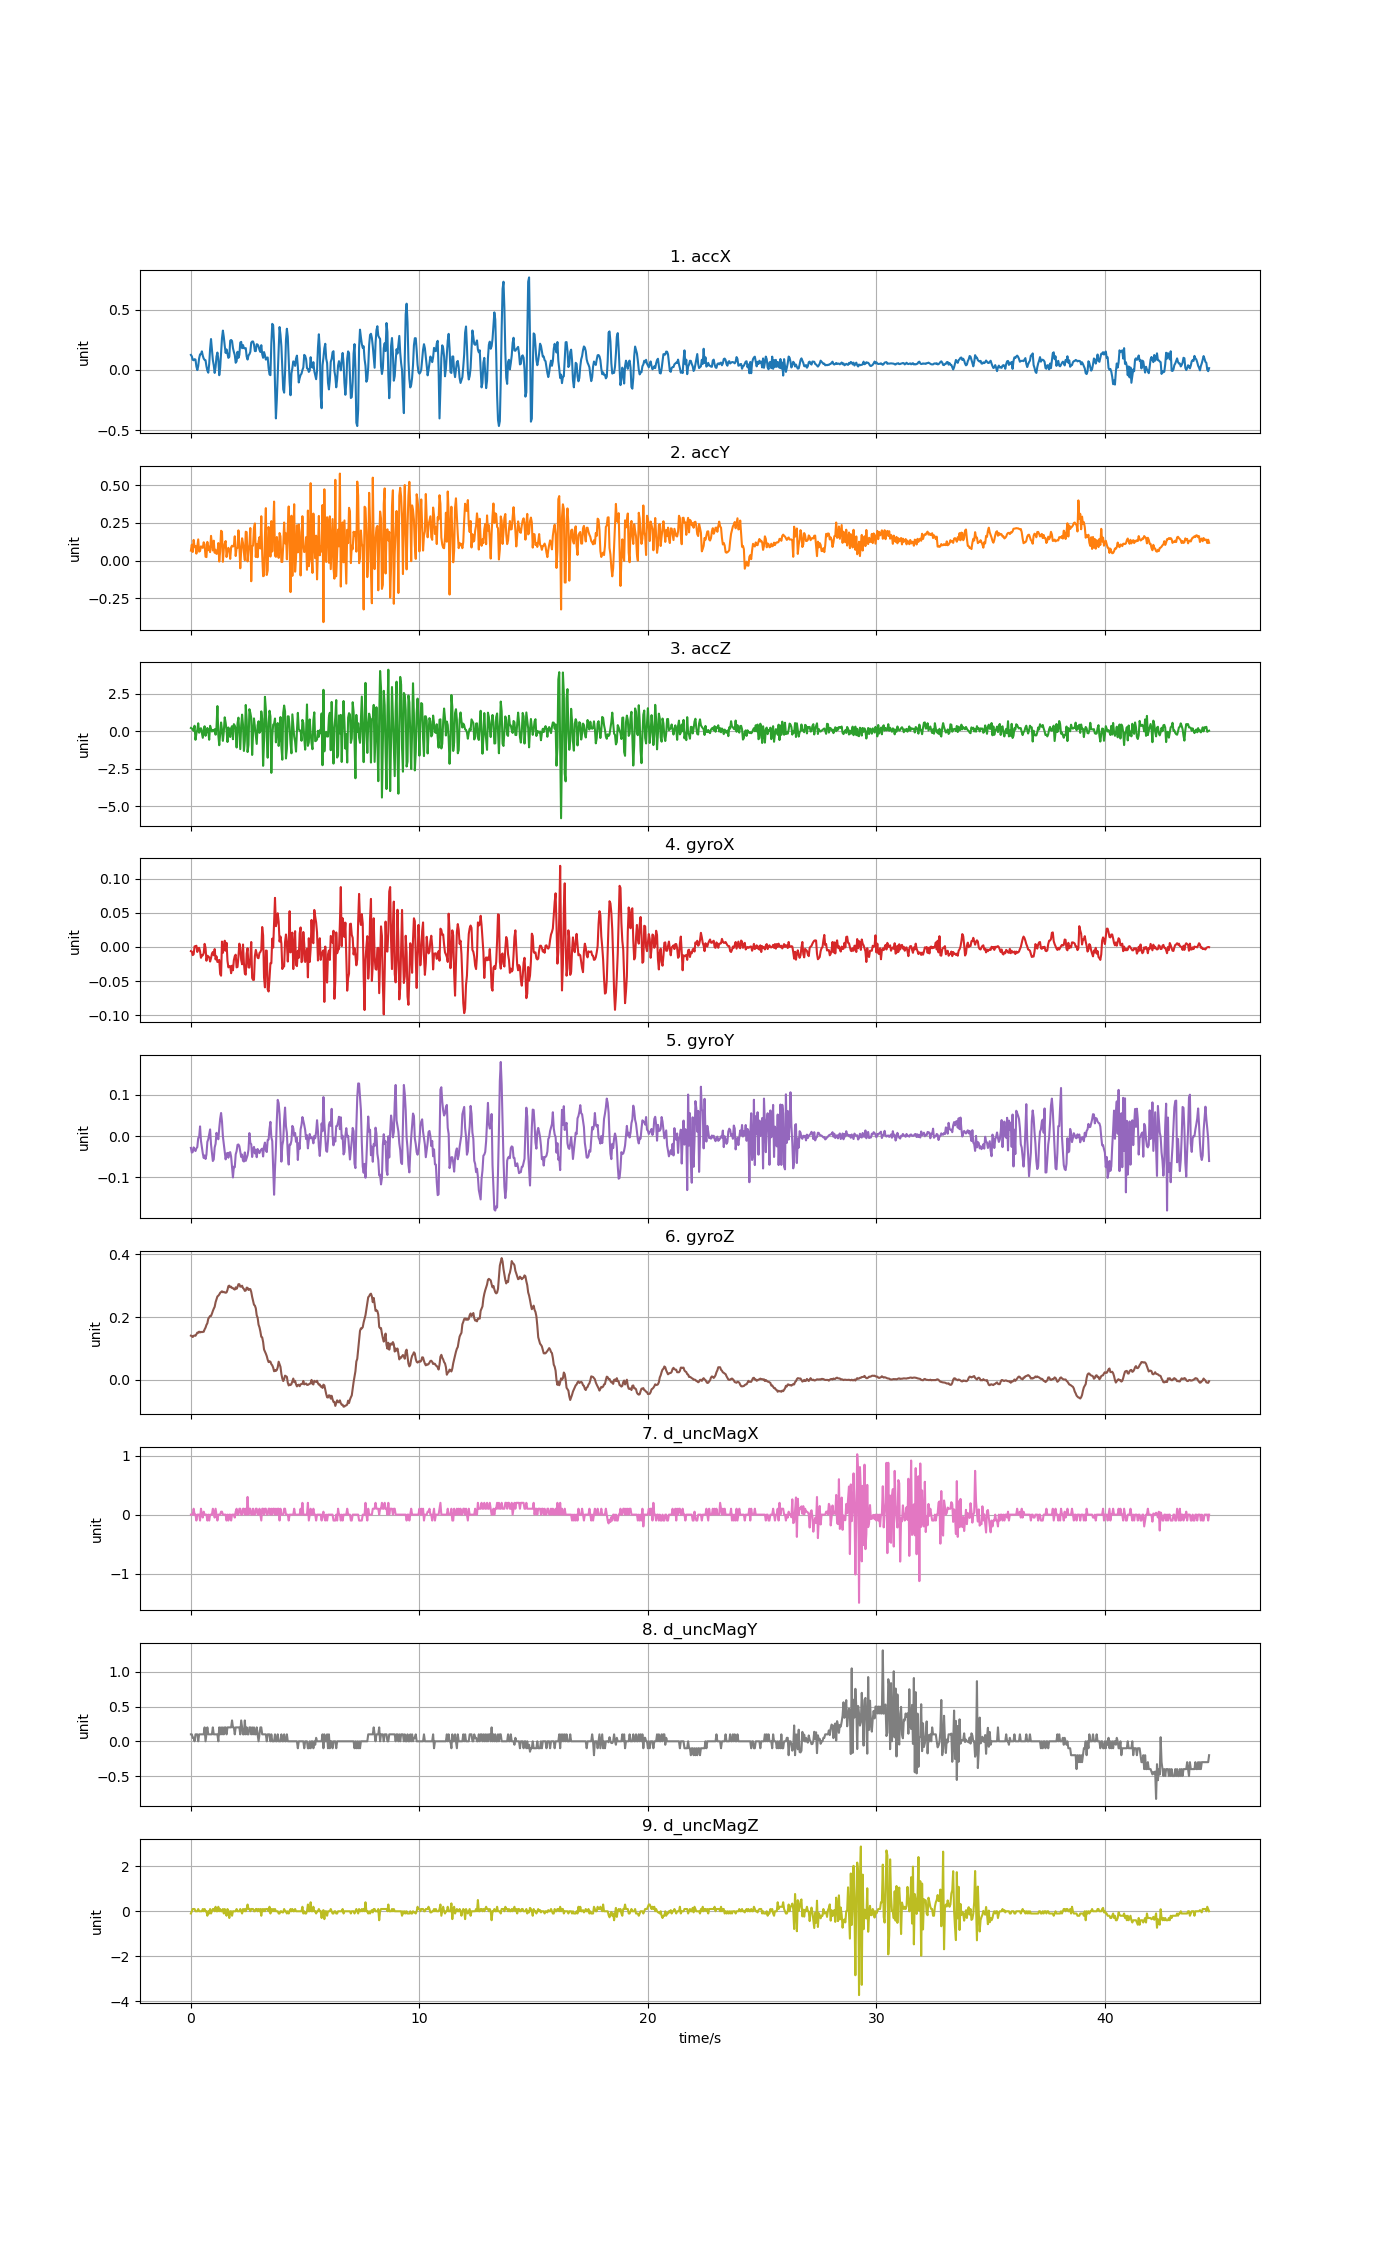 1. accX
0.5
0.0
−0.5
unit
2. accY
0.50
0.25
0.00
−0.25
unit
3. accZ
2.5
0.0
−2.5
−5.0
unit
4. gyroX
0.10
0.05
0.00
−0.05
−0.10
unit
5. gyroY
0.1
0.0
−0.1
unit
6. gyroZ
0.4
0.2
0.0
unit
7. d_uncMagX
1
0
−1
unit
8. d_uncMagY
1.0
0.5
0.0
−0.5
unit
9. d_uncMagZ
2
0
−2
−4
unit
0 10 20 30 40
time/s